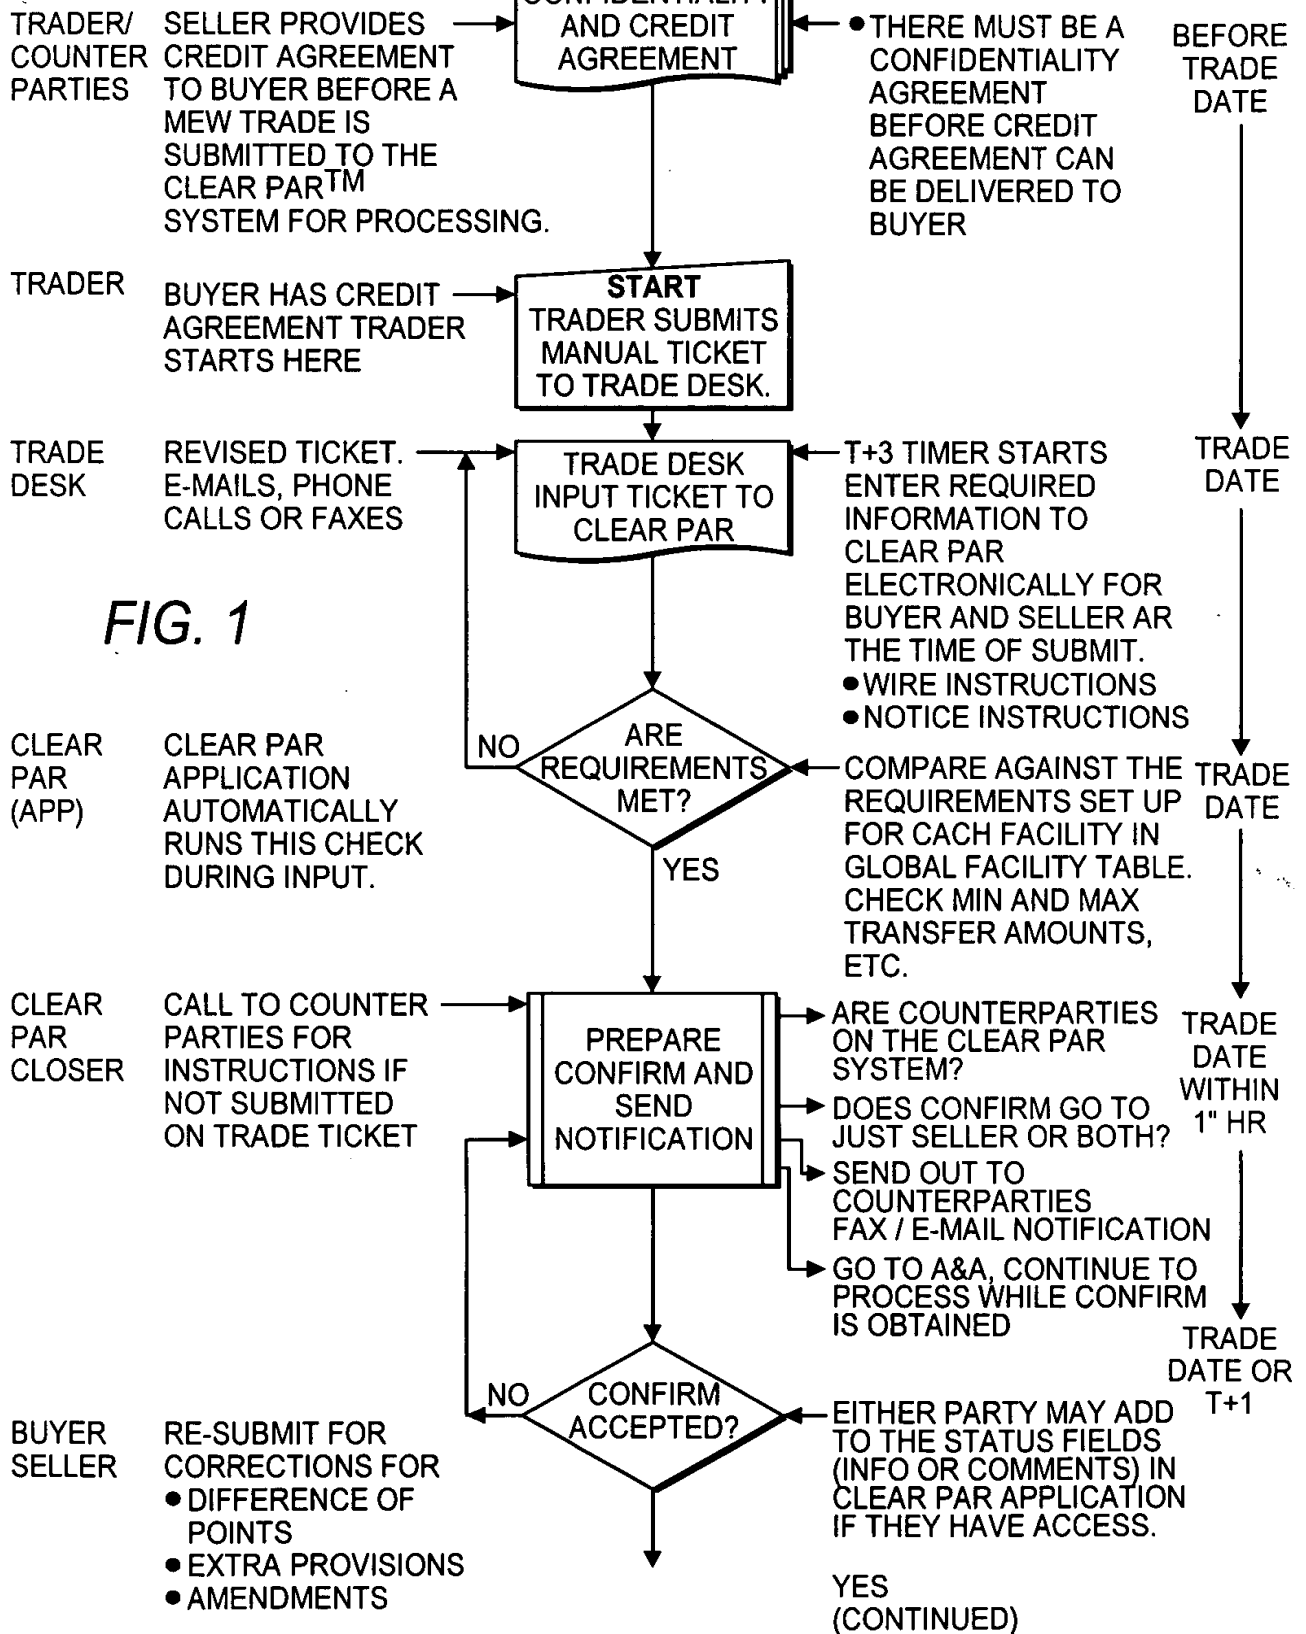 TRADER/
COUNTER
PARTIES
SELLER PROVIDES
CREDIT AGREEMENT
TO BUYER BEFORE A
MEW TRADE IS
SUBMITTED TO THE
CLEAR PAR™
SYSTEM FOR PROCESSING.
CONFIDENTIALITY
AND CREDIT
AGREEMENT
• THERE MUST BE A
CONFIDENTIALITY
AGREEMENT
BEFORE CREDIT
AGREEMENT CAN
BE DELIVERED TO
BUYER
BEFORE
TRADE
DATE
TRADER
BUYER HAS CREDIT
AGREEMENT TRADER
STARTS HERE
START
TRADER SUBMITS
MANUAL TICKET
TO TRADE DESK.
TRADE
DESK
REVISED TICKET.
E-MAILS, PHONE
CALLS OR FAXES
TRADE DESK
INPUT TICKET TO
CLEAR PAR
T+3 TIMER STARTS
ENTER REQUIRED
INFORMATION TO
CLEAR PAR
ELECTRONICALLY FOR
BUYER AND SELLER AR
THE TIME OF SUBMIT.
• WIRE INSTRUCTIONS
• NOTICE INSTRUCTIONS
TRADE
DATE
FIG. 1
CLEAR
PAR
(APP)
CLEAR PAR
APPLICATION
AUTOMATICALLY
RUNS THIS CHECK
DURING INPUT.
NO
ARE
REQUIREMENTS
MET?
YES
COMPARE AGAINST THE
REQUIREMENTS SET UP
FOR CACH FACILITY IN
GLOBAL FACILITY TABLE.
CHECK MIN AND MAX
TRANSFER AMOUNTS,
ETC.
TRADE
DATE
CLEAR
PAR
CLOSER
CALL TO COUNTER
PARTIES FOR
INSTRUCTIONS IF
NOT SUBMITTED
ON TRADE TICKET
PREPARE
CONFIRM AND
SEND
NOTIFICATION
ARE COUNTERPARTIES
ON THE CLEAR PAR
SYSTEM?
DOES CONFIRM GO TO
JUST SELLER OR BOTH?
SEND OUT TO
COUNTERPARTIES
FAX / E-MAIL NOTIFICATION
GO TO A&A, CONTINUE TO
PROCESS WHILE CONFIRM
IS OBTAINED
TRADE
DATE
WITHIN
1" HR
BUYER
SELLER
RE-SUBMIT FOR
CORRECTIONS FOR
• DIFFERENCE OF
POINTS
• EXTRA PROVISIONS
• AMENDMENTS
NO
CONFIRM
ACCEPTED?
EITHER PARTY MAY ADD
TO THE STATUS FIELDS
(INFO OR COMMENTS) IN
CLEAR PAR APPLICATION
IF THEY HAVE ACCESS.
YES
(CONTINUED)
TRADE
DATE OR
T+1